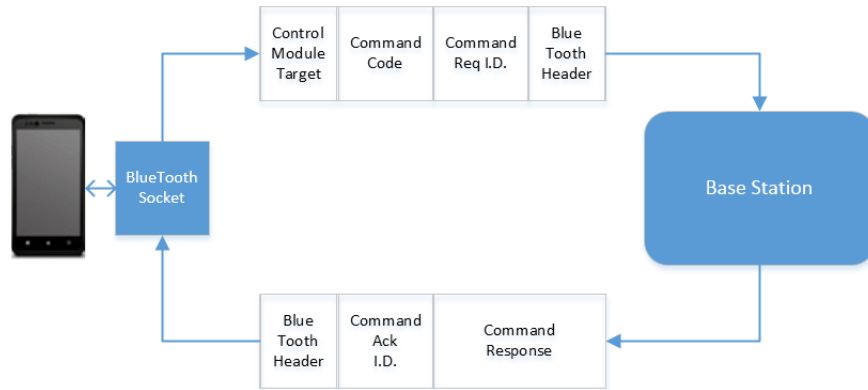 Control
Module
Target
Command
Code
Command
Req I.D.
Blue
Tooth
Header
BlueTooth
Socket
Base Station
Blue
Tooth
Header
Command
Ack
I.D.
Command
Response